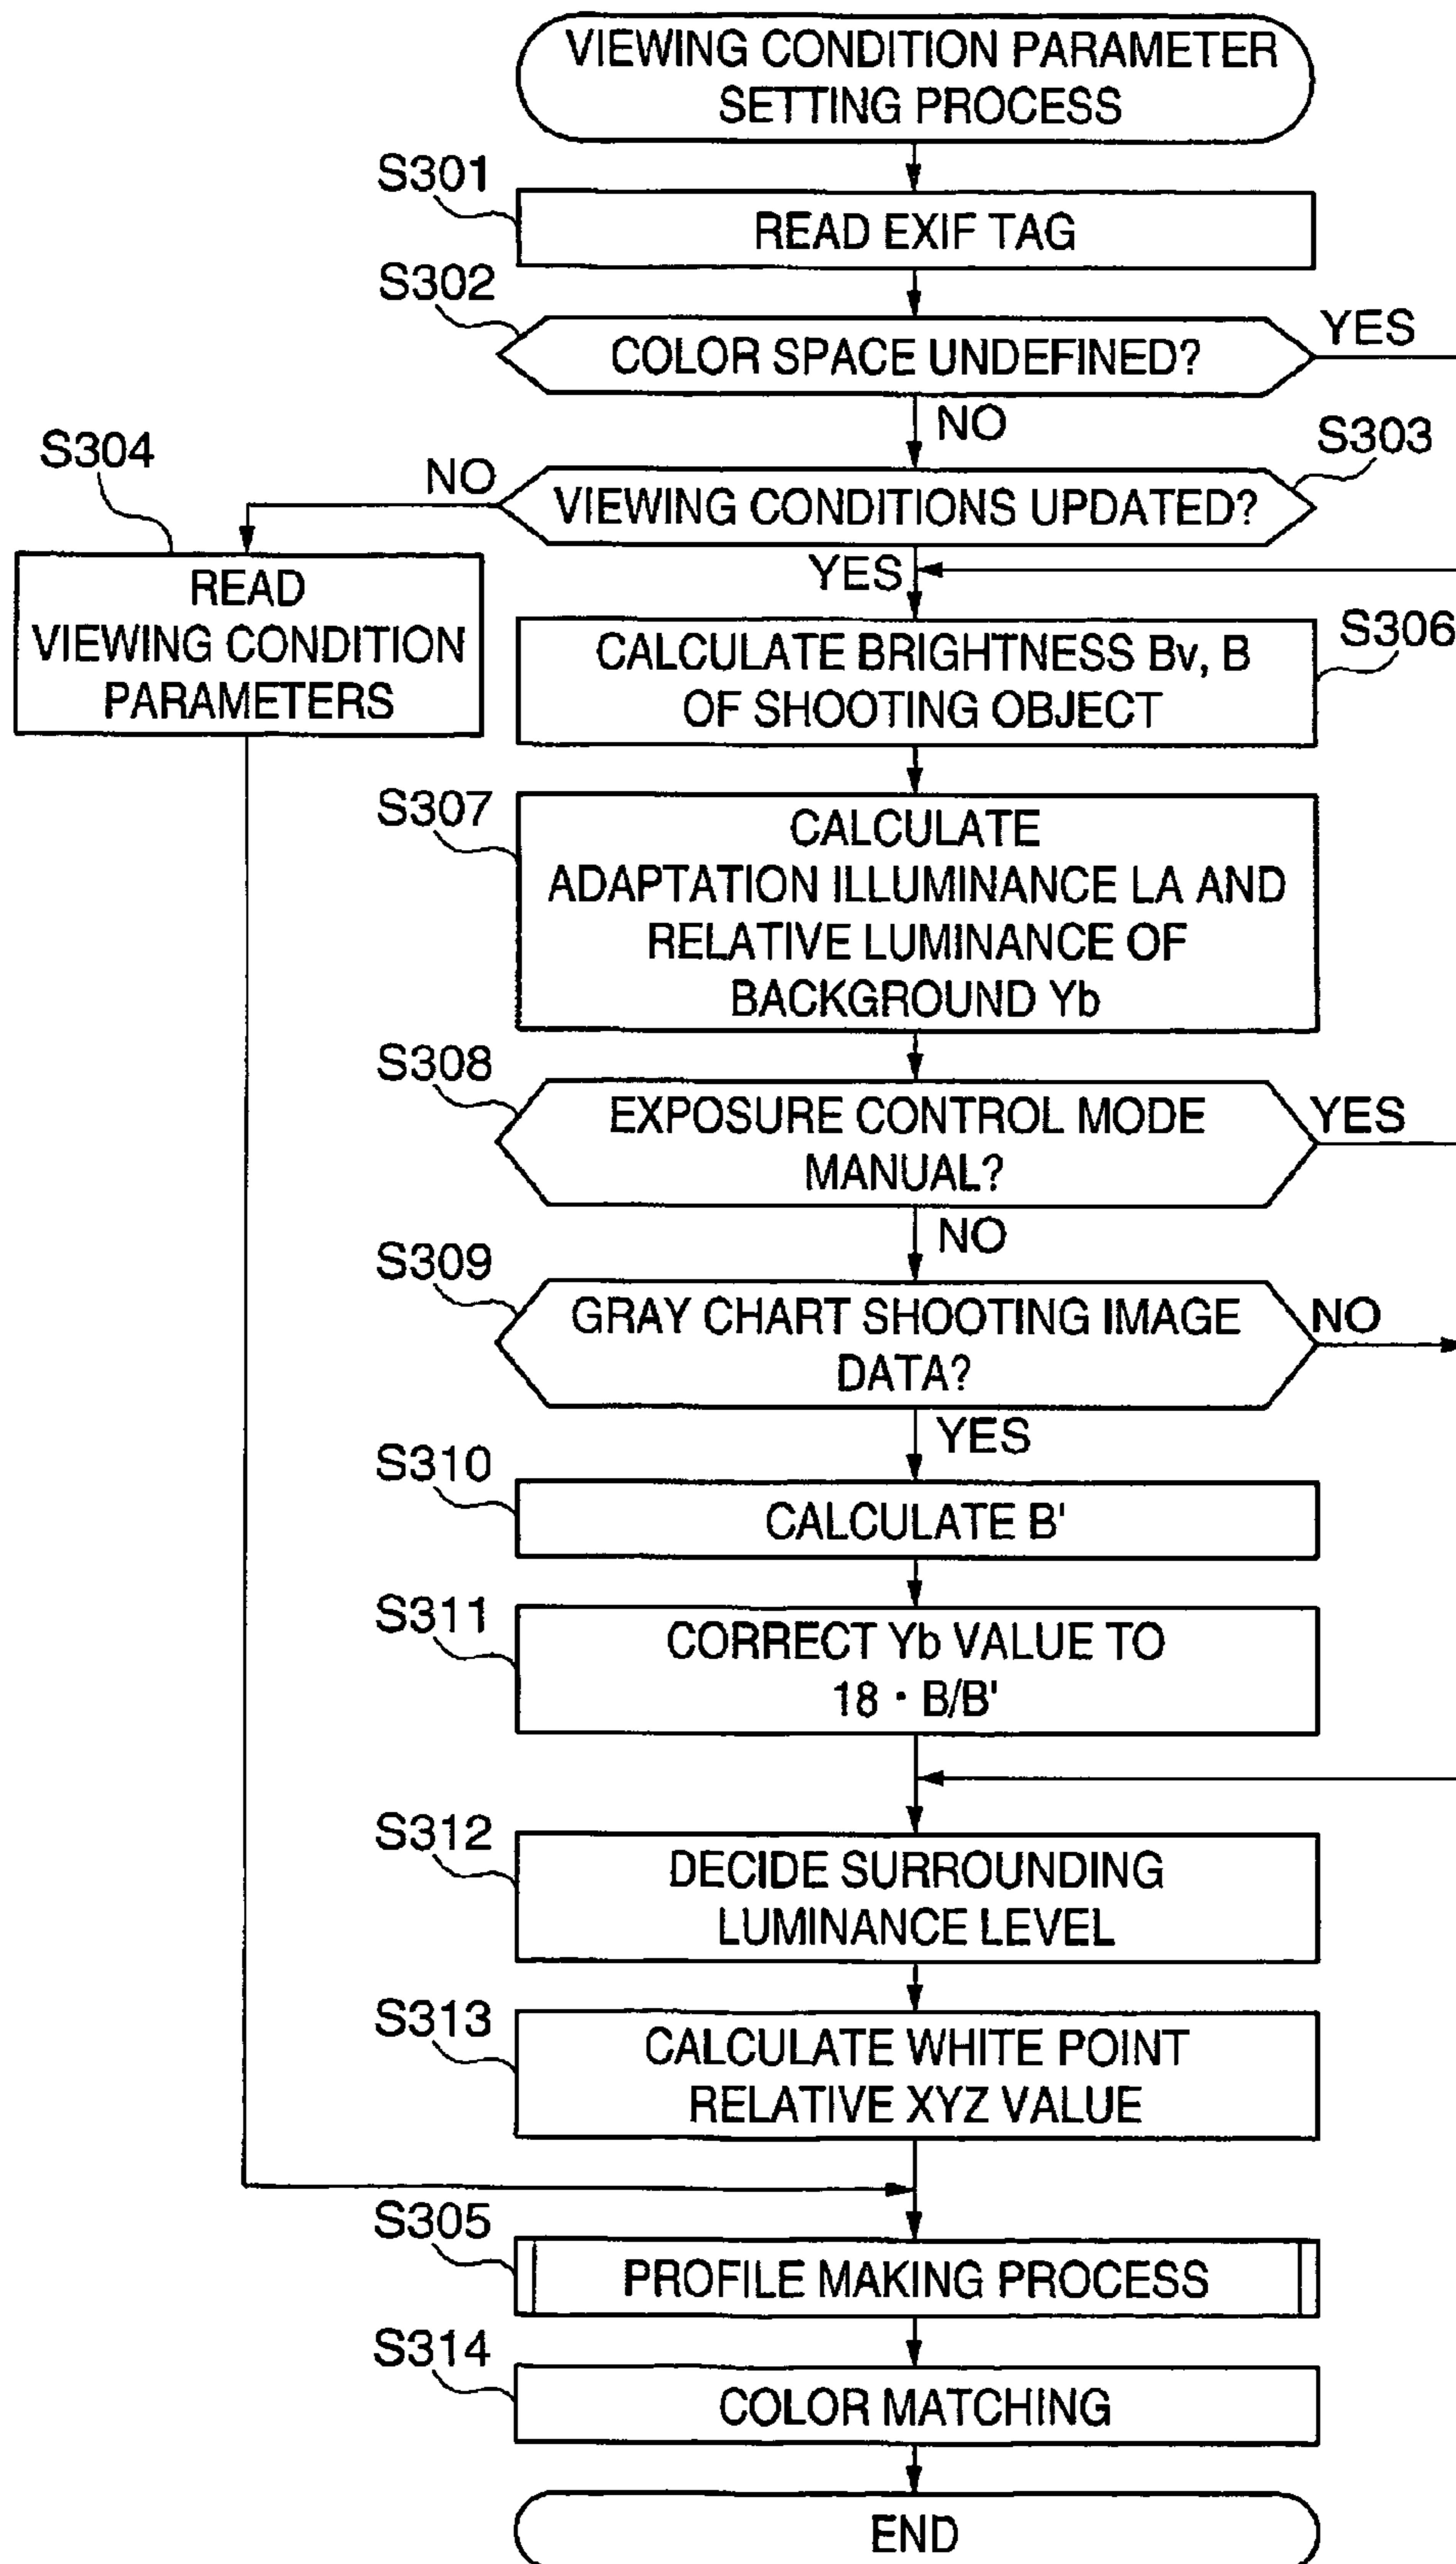 VIEWING CONDITION PARAMETER
SETTING PROCESS
S301
READ EXIF TAG
S302
COLOR SPACE UNDEFINED?
YES
NO
S303
VIEWING CONDITIONS UPDATED?
NO
S304
READ
VIEWING CONDITION
PARAMETERS
YES
S306
CALCULATE BRIGHTNESS Bv, B
OF SHOOTING OBJECT
S307
CALCULATE
ADAPTATION ILLUMINANCE LA AND
RELATIVE LUMINANCE OF
BACKGROUND Yb
S308
EXPOSURE CONTROL MODE
MANUAL?
YES
NO
S309
GRAY CHART SHOOTING IMAGE
DATA?
NO
YES
S310
CALCULATE B'
S311
CORRECT Yb VALUE TO
18・B/B'
S312
DECIDE SURROUNDING
LUMINANCE LEVEL
S313
CALCULATE WHITE POINT
RELATIVE XYZ VALUE
S305
PROFILE MAKING PROCESS
S314
COLOR MATCHING
END